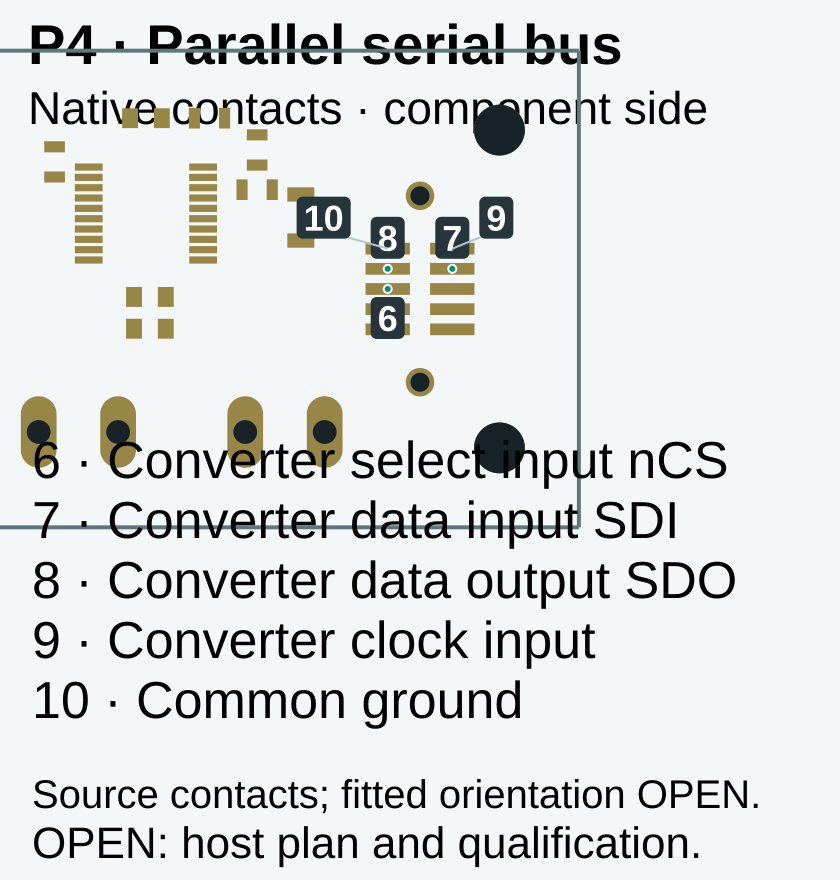 P4 · Parallel serial bus
Native contacts · component side
10
8
7
9
6
6 · Converter select input nCS
7 · Converter data input SDI
8 · Converter data output SDO
9 · Converter clock input
10 · Common ground
Source contacts; fitted orientation OPEN.
OPEN: host plan and qualification.